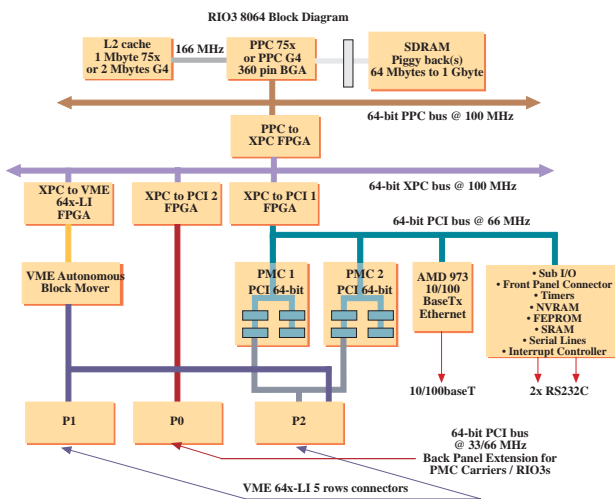 RIO3 8064 Block Diagram
L2 cache
1 Mbyte 75x
or 2 Mbytes G4
166 MHz
PPC 75x
or PPC G4
360 pin BGA
SDRAM
Piggy back(s)
64 Mbytes to 1 Gbyte
64-bit PPC bus @ 100 MHz
PPC to
XPC FPGA
64-bit XPC bus @ 100 MHz
XPC to VME
64x-LI
FPGA
XPC to PCI 2
FPGA
XPC to PCI 1
FPGA
64-bit PCI bus @ 66 MHz
VME Autonomous
Block Mover
PMC 1
PCI 64-bit
PMC 2
PCI 64-bit
AMD 973
10/100
BaseTx
Ethernet
• Sub I/O
• Front Panel Connector
• Timers
• NVRAM
• FEPROM
• SRAM
• Serial Lines
• Interrupt Controller
10/100baseT
2x RS232C
P1
P0
P2
64-bit PCI bus
@ 33/66 MHz
Back Panel Extension for
PMC Carriers / RIO3s
VME 64x-LI 5 rows connectors